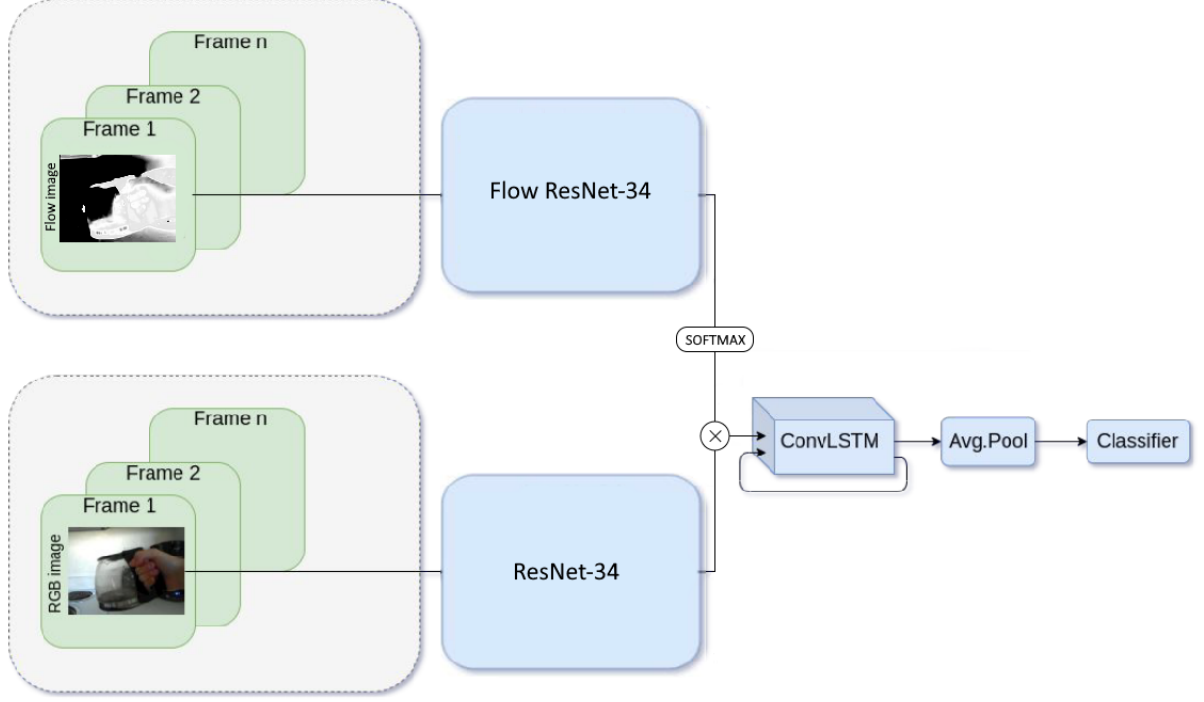 Frame n
Frame 2
Frame 1
Flow image
Flow ResNet-34
SOFTMAX
Frame n
Frame 2
Frame 1
RGB image
ResNet-34
ConvLSTM
Avg.Pool
Classifier